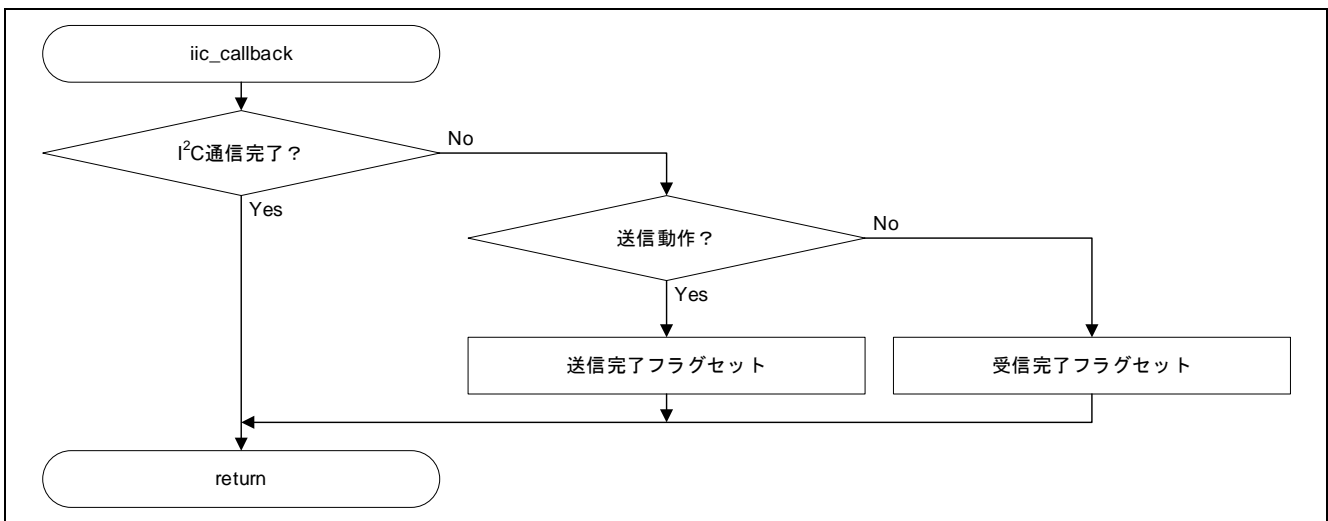 iic_callback
I²C通信完了？
No
Yes
送信動作？
No
Yes
送信完了フラグセット
受信完了フラグセット
return